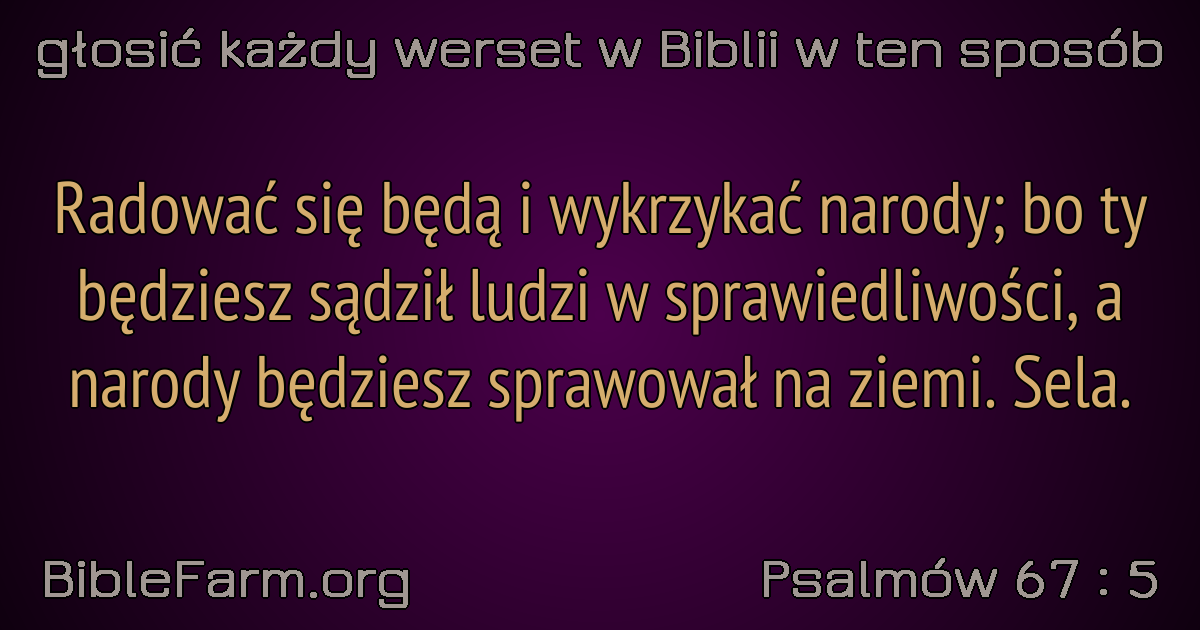 głosić każdy werset w Biblii w ten sposób
Radować się będą i wykrzykać narody; bo ty
będziesz sądził ludzi w sprawiedliwości, a
narody będziesz sprawował na ziemi. Sela.
BibleFarm.org
Psalmów 67 : 5